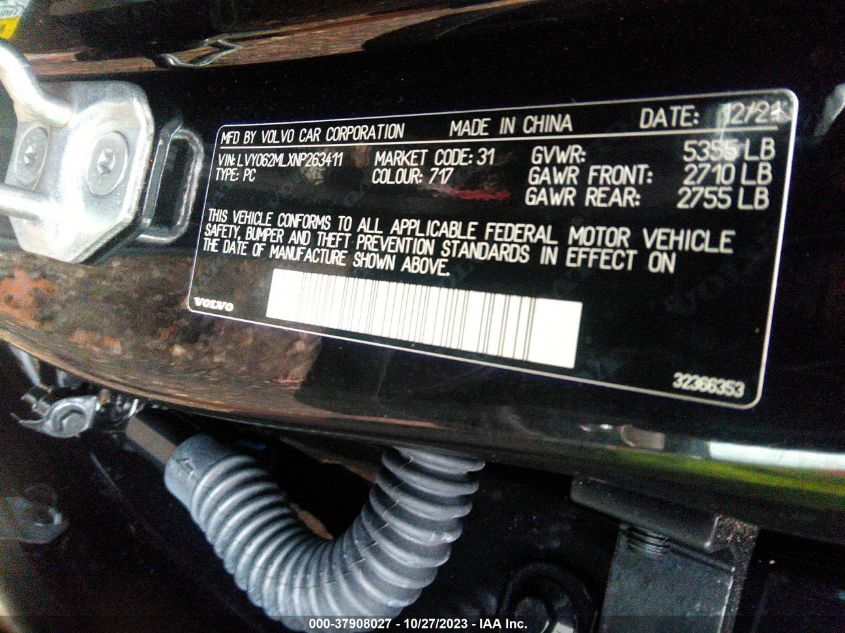 MFD BY VOLVO CAR CORPORATION MADE IN CHINA DATE: 12/21
VIN: LVY062MLXNP263411 MARKET CODE: 31 GVWR: 5355 LB
TYPE: PC COLOUR: 717 GAWR FRONT: 2710 LB
GAWR REAR: 2755 LB
THIS VEHICLE CONFORMS TO ALL APPLICABLE FEDERAL MOTOR VEHICLE
SAFETY, BUMPER AND THEFT PREVENTION STANDARDS IN EFFECT ON
THE DATE OF MANUFACTURE SHOWN ABOVE.
VOLVO
32366353
000-37908027 - 10/27/2023 - IAA Inc.